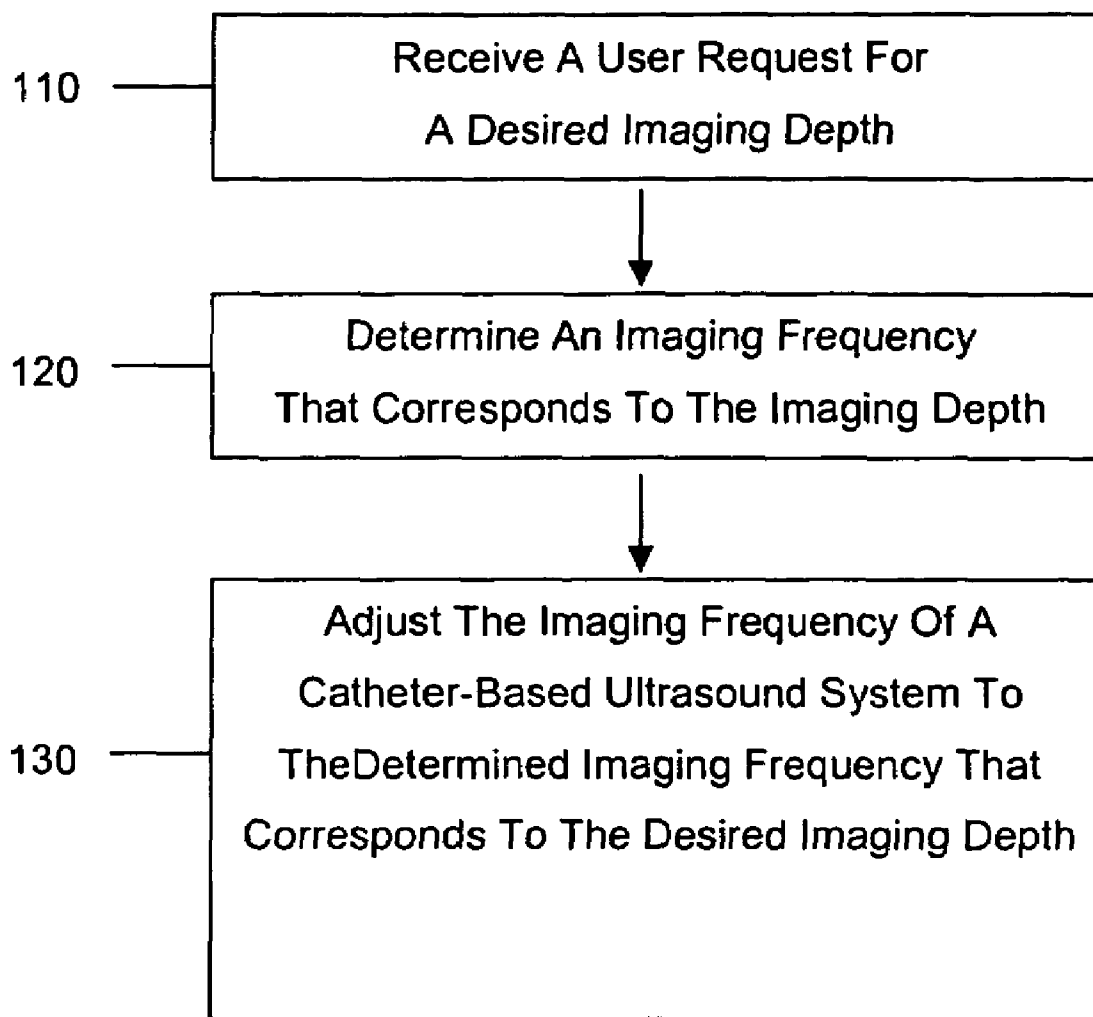 110
Receive A User Request For
A Desired Imaging Depth
120
Determine An Imaging Frequency
That Corresponds To The Imaging Depth
130
Adjust The Imaging Frequency Of A
Catheter-Based Ultrasound System To
TheDetermined Imaging Frequency That
Corresponds To The Desired Imaging Depth